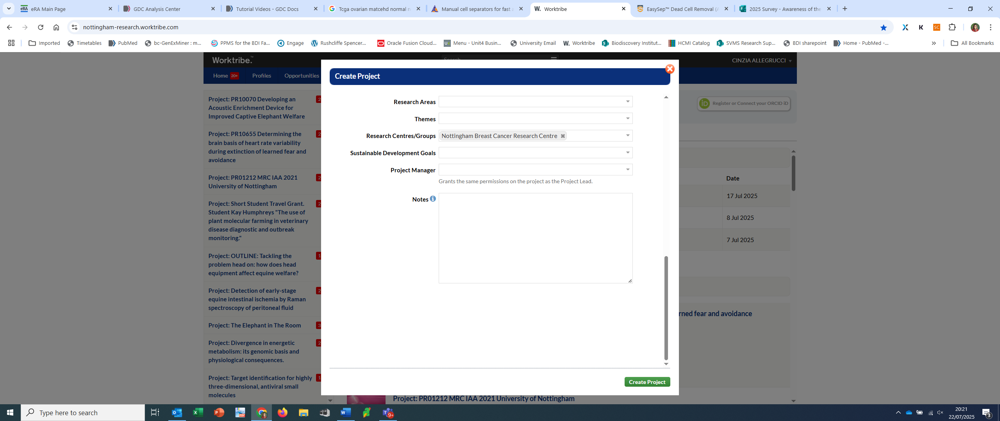 eRA Main Page
GDC Analysis Center
Tutorial Videos - GDC Docs
Tcga ovarian matcehd normal
Manual cell separators for fast
Worktribe
EasySep™ Dead Cell Removal
2025 Survey - Awareness of the
nottingham-research.worktribe.com
Imported
Timetables
PubMed
bc-GenExMiner : m...
PPMS for the BDI Fa...
Engage
Rushcliffe Spencer...
Oracle Fusion Cloud...
Menu - Unit4 Busin...
University Email
Worktribe
Biodiscovery Institut...
HCMI Catalog
SVMS Research Sup...
BDI sharepoint
Home - PubMed -...
All Bookmarks
Worktribe.™
Search
CINZIA ALLEGRUCCI
Home 20+
Profiles
Opportunities
Project: PR10070 Developing an
Acoustic Enrichment Device for
Improved Captive Elephant Welfare
2
Project: PR10655 Determining the
brain basis of heart rate variability
during extinction of learned fear and
avoidance
2
Project: PR01212 MRC IAA 2021
University of Nottingham
2
Project: Short Student Travel Grant.
Student Kay Humphreys "The use of
plant molecular farming in veterinary
disease diagnostic and outbreak
monitoring."
2
Project: OUTLINE: Tackling the
problem head on: how does head
equipment affect equine welfare?
1
Project: Detection of early-stage
equine intestinal ischemia by Raman
spectroscopy of peritoneal fluid
2
Project: The Elephant in The Room
3
Project: Divergence in energetic
metabolism: its genomic basis and
physiological consequences.
2
Project: Target identification for highly
three-dimensional, antiviral small
molecules
1
Create Project
Research Areas
Themes
Research Centres/Groups
Nottingham Breast Cancer Research Centre
Sustainable Development Goals
Project Manager
Grants the same permissions on the project as the Project Lead.
Notes
Create Project
Register or Connect your ORCID iD
Date
17 Jul 2025
8 Jul 2025
7 Jul 2025
rned fear and avoidance
Project: PR01212 MRC IAA 2021 University of Nottingham
Type here to search
9+
20:21
22/07/2025
3